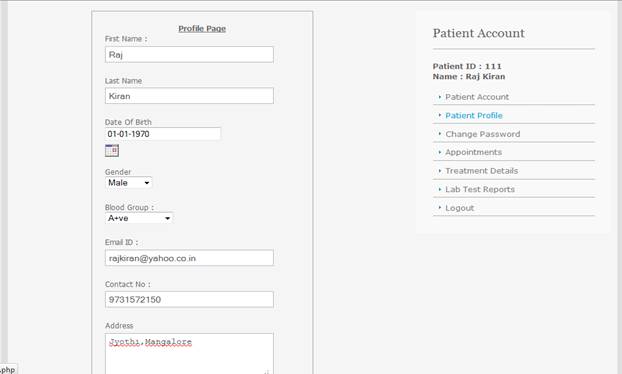 Profile Page
First Name :
Raj
Last Name
Kiran
Date Of Birth
01-01-1970
Gender
Male
Blood Group :
A+ve
Email ID :
rajkiran@yahoo.co.in
Contact No :
9731572150
Address
Jyothi,Mangalore
.php
Patient Account
Patient ID : 111
Name : Raj Kiran
Patient Account
Patient Profile
Change Password
Appointments
Treatment Details
Lab Test Reports
Logout